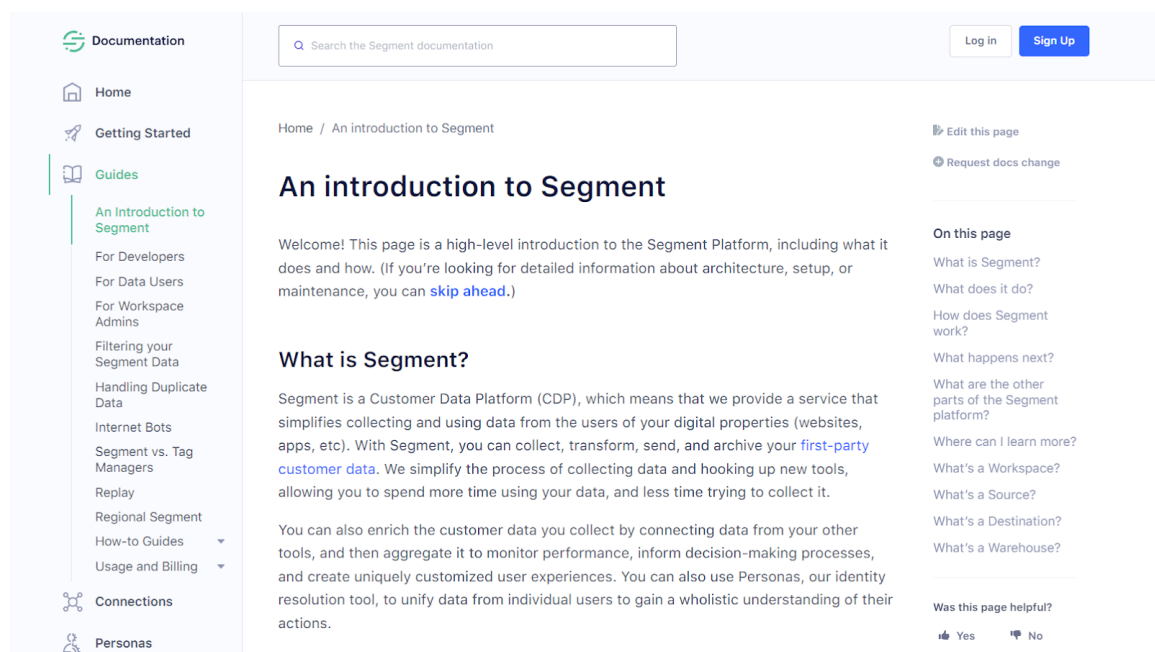 Documentation
Search the Segment documentation
Log in
Sign Up
Home
Getting Started
Guides
An Introduction to
Segment
For Developers
For Data Users
For Workspace
Admins
Filtering your
Segment Data
Handling Duplicate
Data
Internet Bots
Segment vs. Tag
Managers
Replay
Regional Segment
How-to Guides
Usage and Billing
Connections
Personas
Home / An introduction to Segment
An introduction to Segment
Welcome! This page is a high-level introduction to the Segment Platform, including what it
does and how. (If you’re looking for detailed information about architecture, setup, or
maintenance, you can skip ahead.)
What is Segment?
Segment is a Customer Data Platform (CDP), which means that we provide a service that
simplifies collecting and using data from the users of your digital properties (websites,
apps, etc). With Segment, you can collect, transform, send, and archive your first-party
customer data. We simplify the process of collecting data and hooking up new tools,
allowing you to spend more time using your data, and less time trying to collect it.
You can also enrich the customer data you collect by connecting data from your other
tools, and then aggregate it to monitor performance, inform decision-making processes,
and create uniquely customized user experiences. You can also use Personas, our identity
resolution tool, to unify data from individual users to gain a wholistic understanding of their
actions.
Edit this page
Request docs change
On this page
What is Segment?
What does it do?
How does Segment
work?
What happens next?
What are the other
parts of the Segment
platform?
Where can I learn more?
What’s a Workspace?
What’s a Source?
What’s a Destination?
What’s a Warehouse?
Was this page helpful?
Yes
No